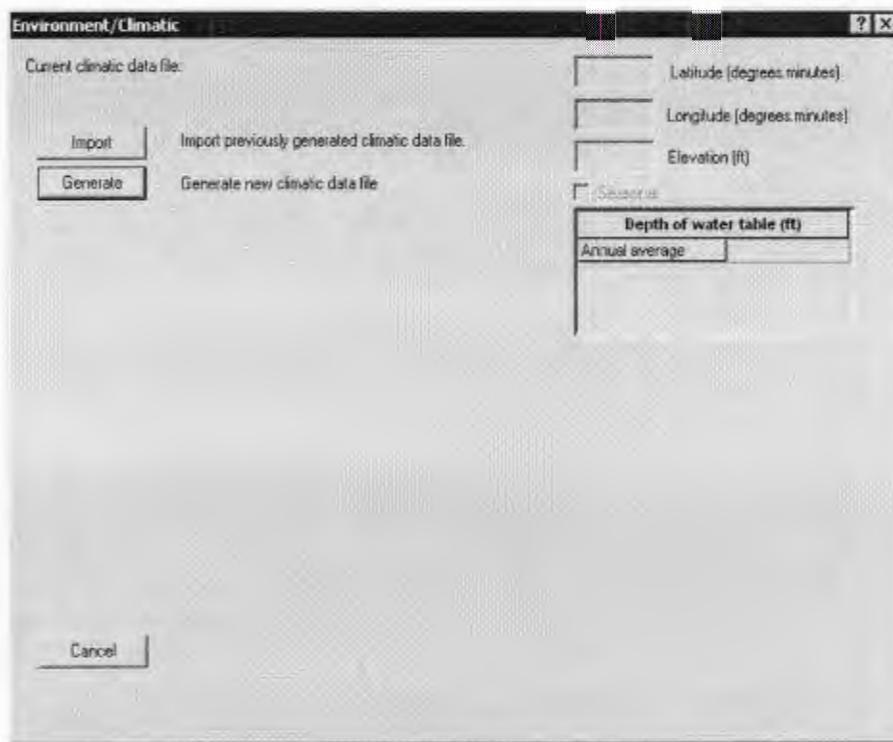 Environment/Climatic
? X
Current climatic data file:
Import
Import previously generated climatic data file.
Generate
Generate new climatic data file
Latitude (degrees.minutes)
Longitude (degrees.minutes)
Elevation (ft)
Depth of water table (ft)
Annual average
Cancel